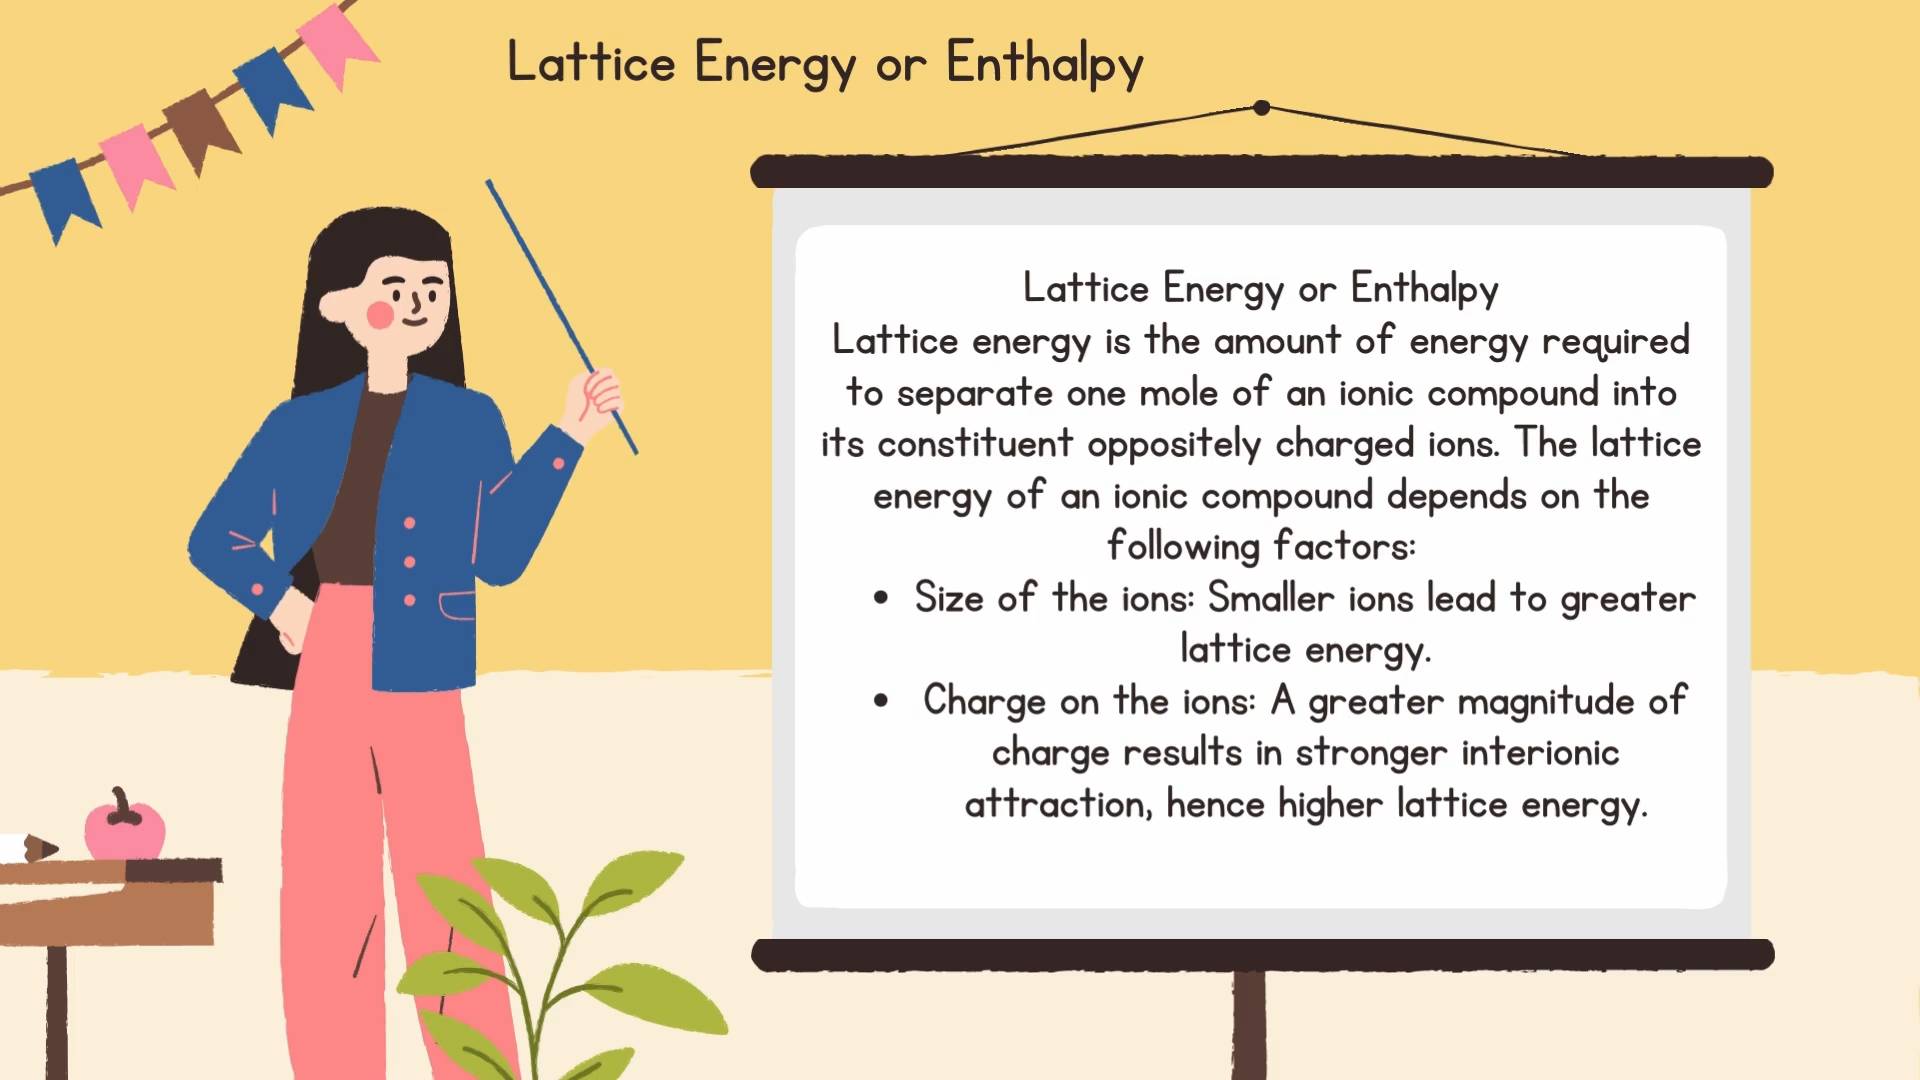 Lattice Energy or Enthalpy
Lattice Energy or Enthalpy
Lattice energy is the amount of energy required
to separate one mole of an ionic compound into
its constituent oppositely charged ions. The lattice
energy of an ionic compound depends on the
following factors:
• Size of the ions: Smaller ions lead to greater
lattice energy.
• Charge on the ions: A greater magnitude of
charge results in stronger interionic
attraction, hence higher lattice energy.